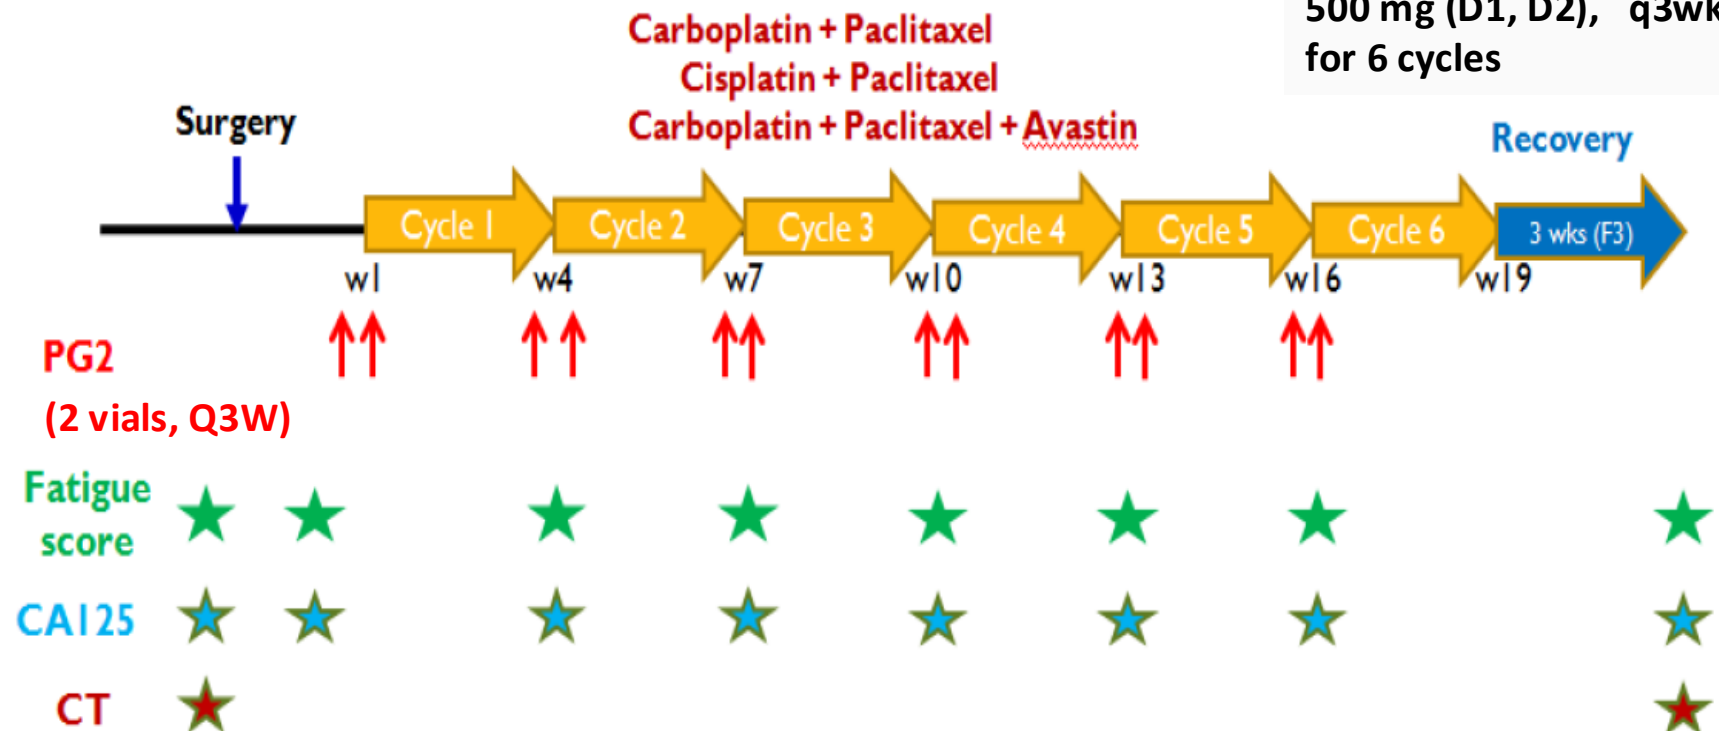 500 mg (D1, D2), q3wk
for 6 cycles
Carboplatin + Paclitaxel
Cisplatin + Paclitaxel
Carboplatin + Paclitaxel + Avastin
Surgery
Recovery
Cycle 1 Cycle 2 Cycle 3 Cycle 4 Cycle 5 Cycle 6 3 wks (F3)
w1 w4 w7 w10 w13 w16 w19
PG2
(2 vials, Q3W)
Fatigue
score
CA125
CT